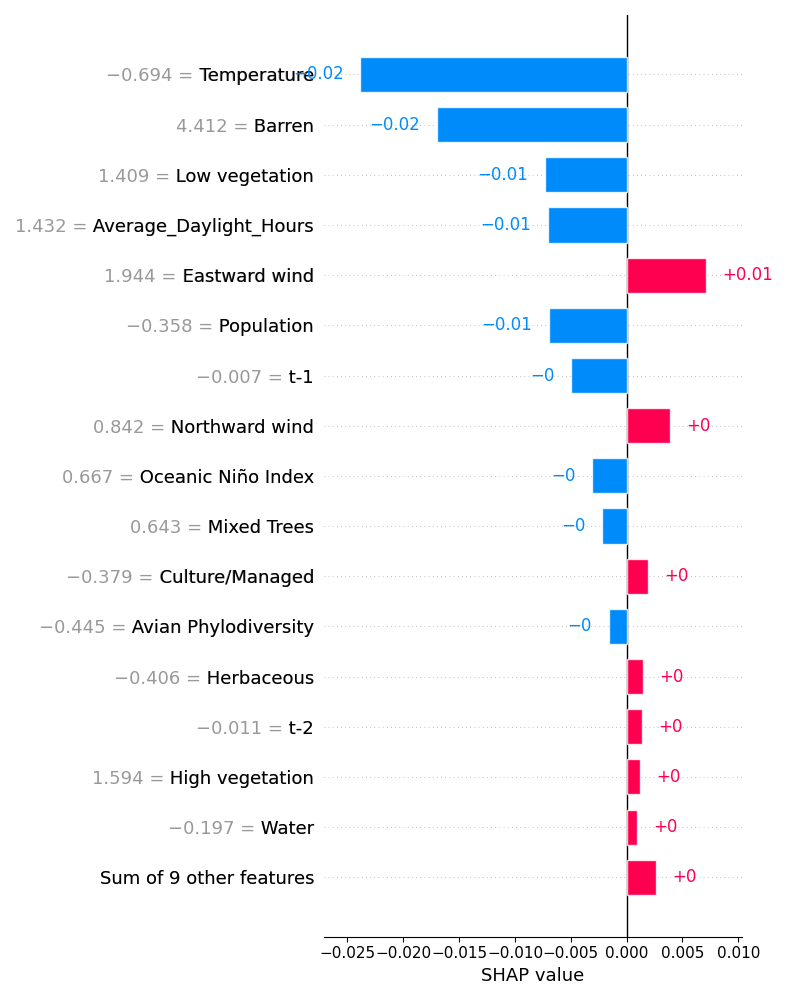 −0.694 = Temperature −0.02
4.412 = Barren −0.02
1.409 = Low vegetation −0.01
1.432 = Average_Daylight_Hours −0.01
1.944 = Eastward wind +0.01
−0.358 = Population −0.01
−0.007 = t-1 −0
0.842 = Northward wind +0
0.667 = Oceanic Niño Index −0
0.643 = Mixed Trees −0
−0.379 = Culture/Managed +0
−0.445 = Avian Phylodiversity −0
−0.406 = Herbaceous +0
−0.011 = t-2 +0
1.594 = High vegetation +0
−0.197 = Water +0
Sum of 9 other features +0
−0.025 −0.020 −0.015 −0.010 −0.005 0.000 0.005 0.010
SHAP value